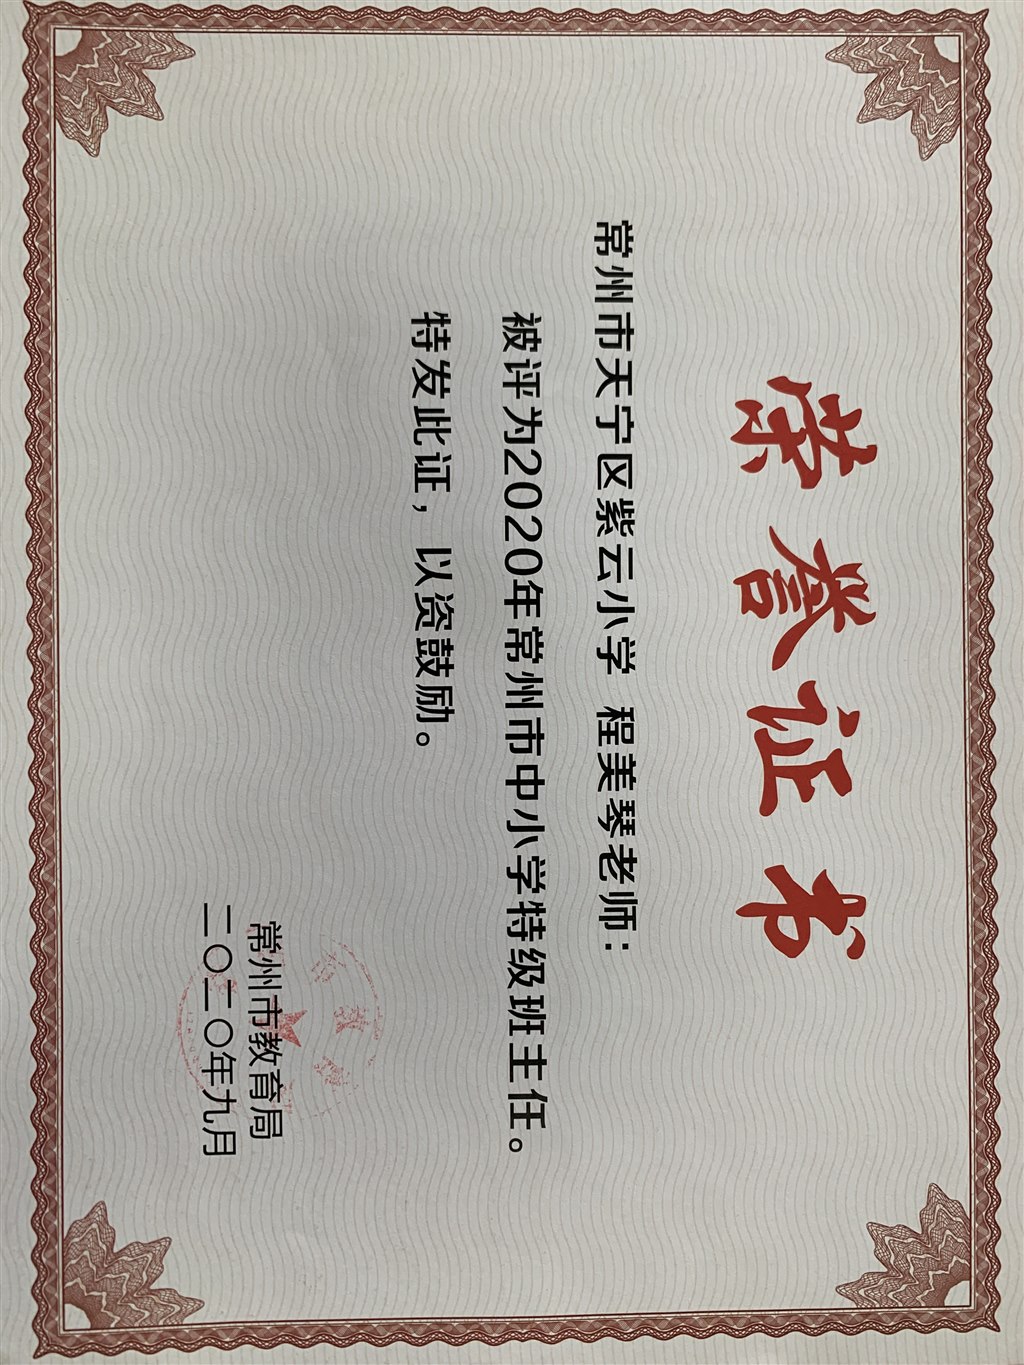 荣誉证书
常州市天宁区紫云小学 程美琴老师：
被评为2020年常州市中小学特级班主任。
特发此证，以资鼓励。
常州市教育局
二〇二〇年九月